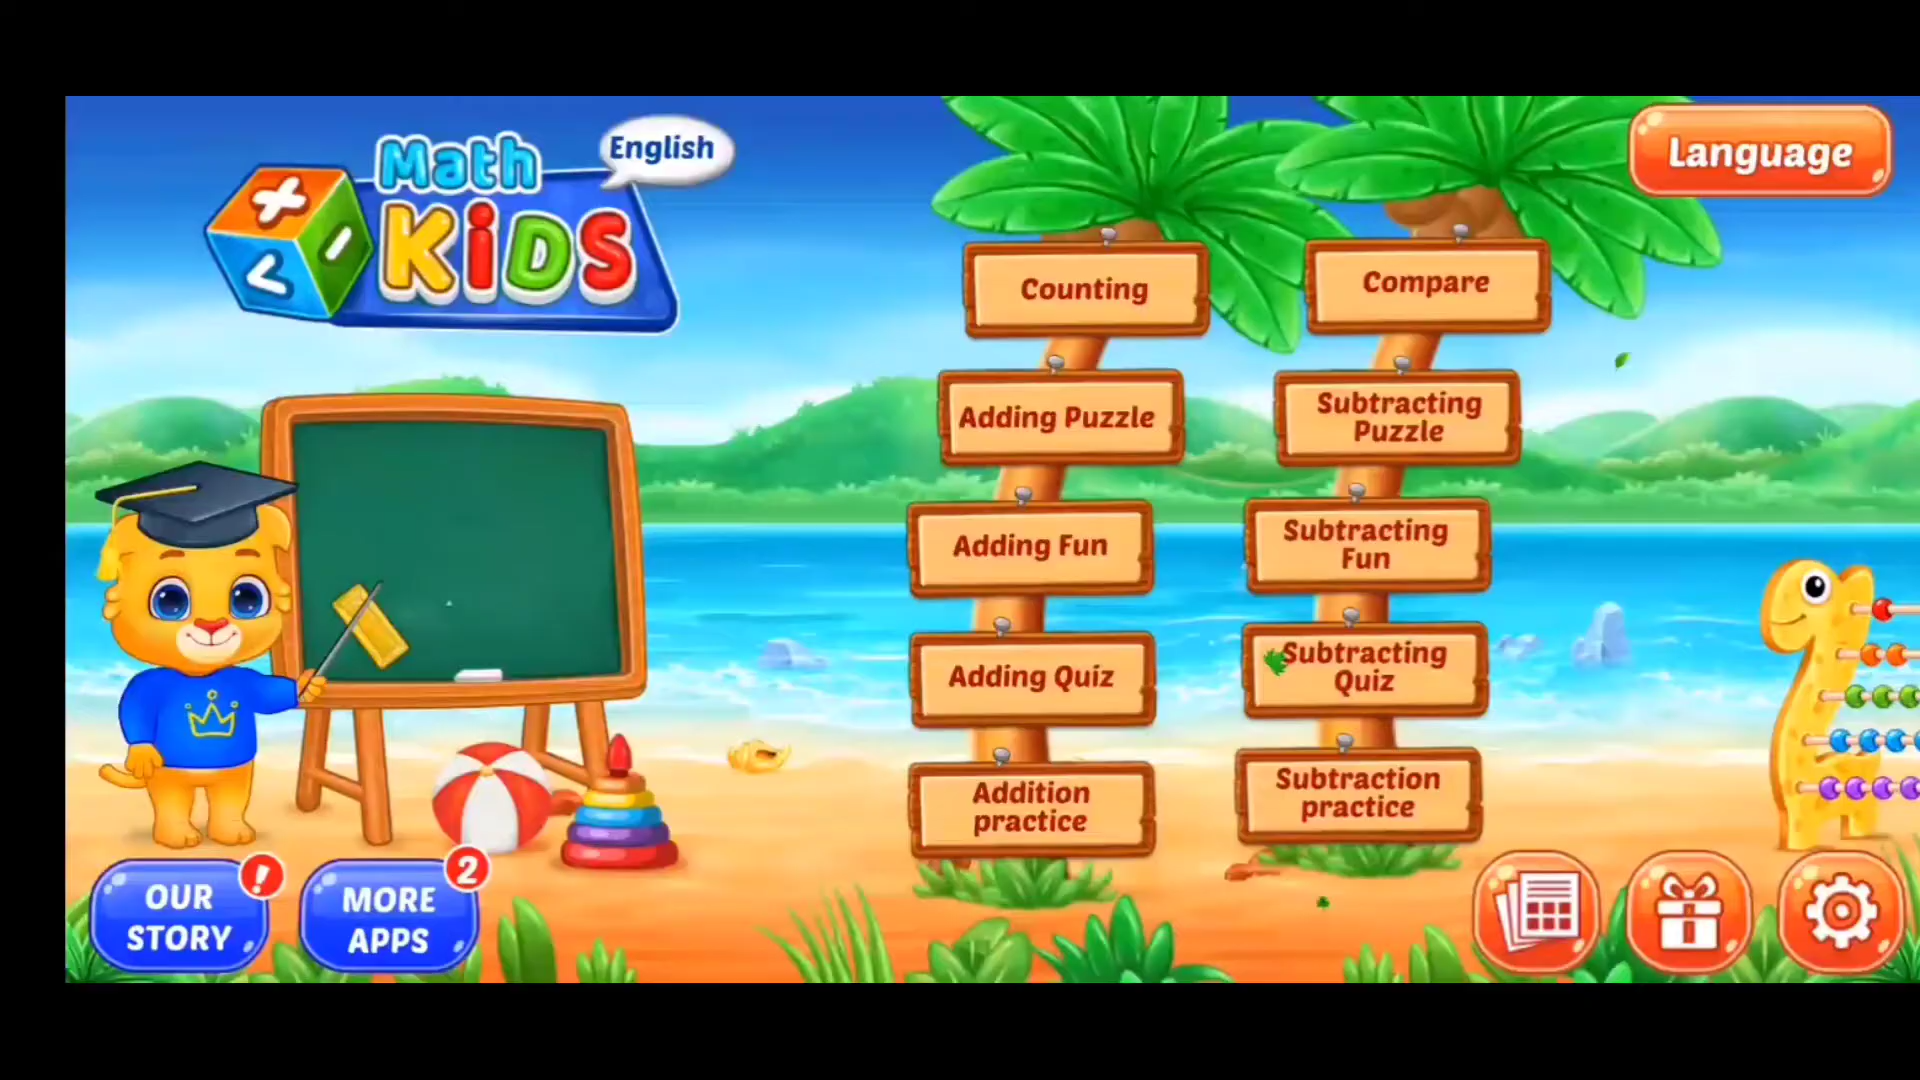 Math
KiDS
English
Language
Counting
Compare
Adding Puzzle
Subtracting
Puzzle
Adding Fun
Subtracting
Fun
Adding Quiz
Subtracting
Quiz
Addition
practice
Subtraction
practice
OUR
STORY
!
MORE
APPS
2